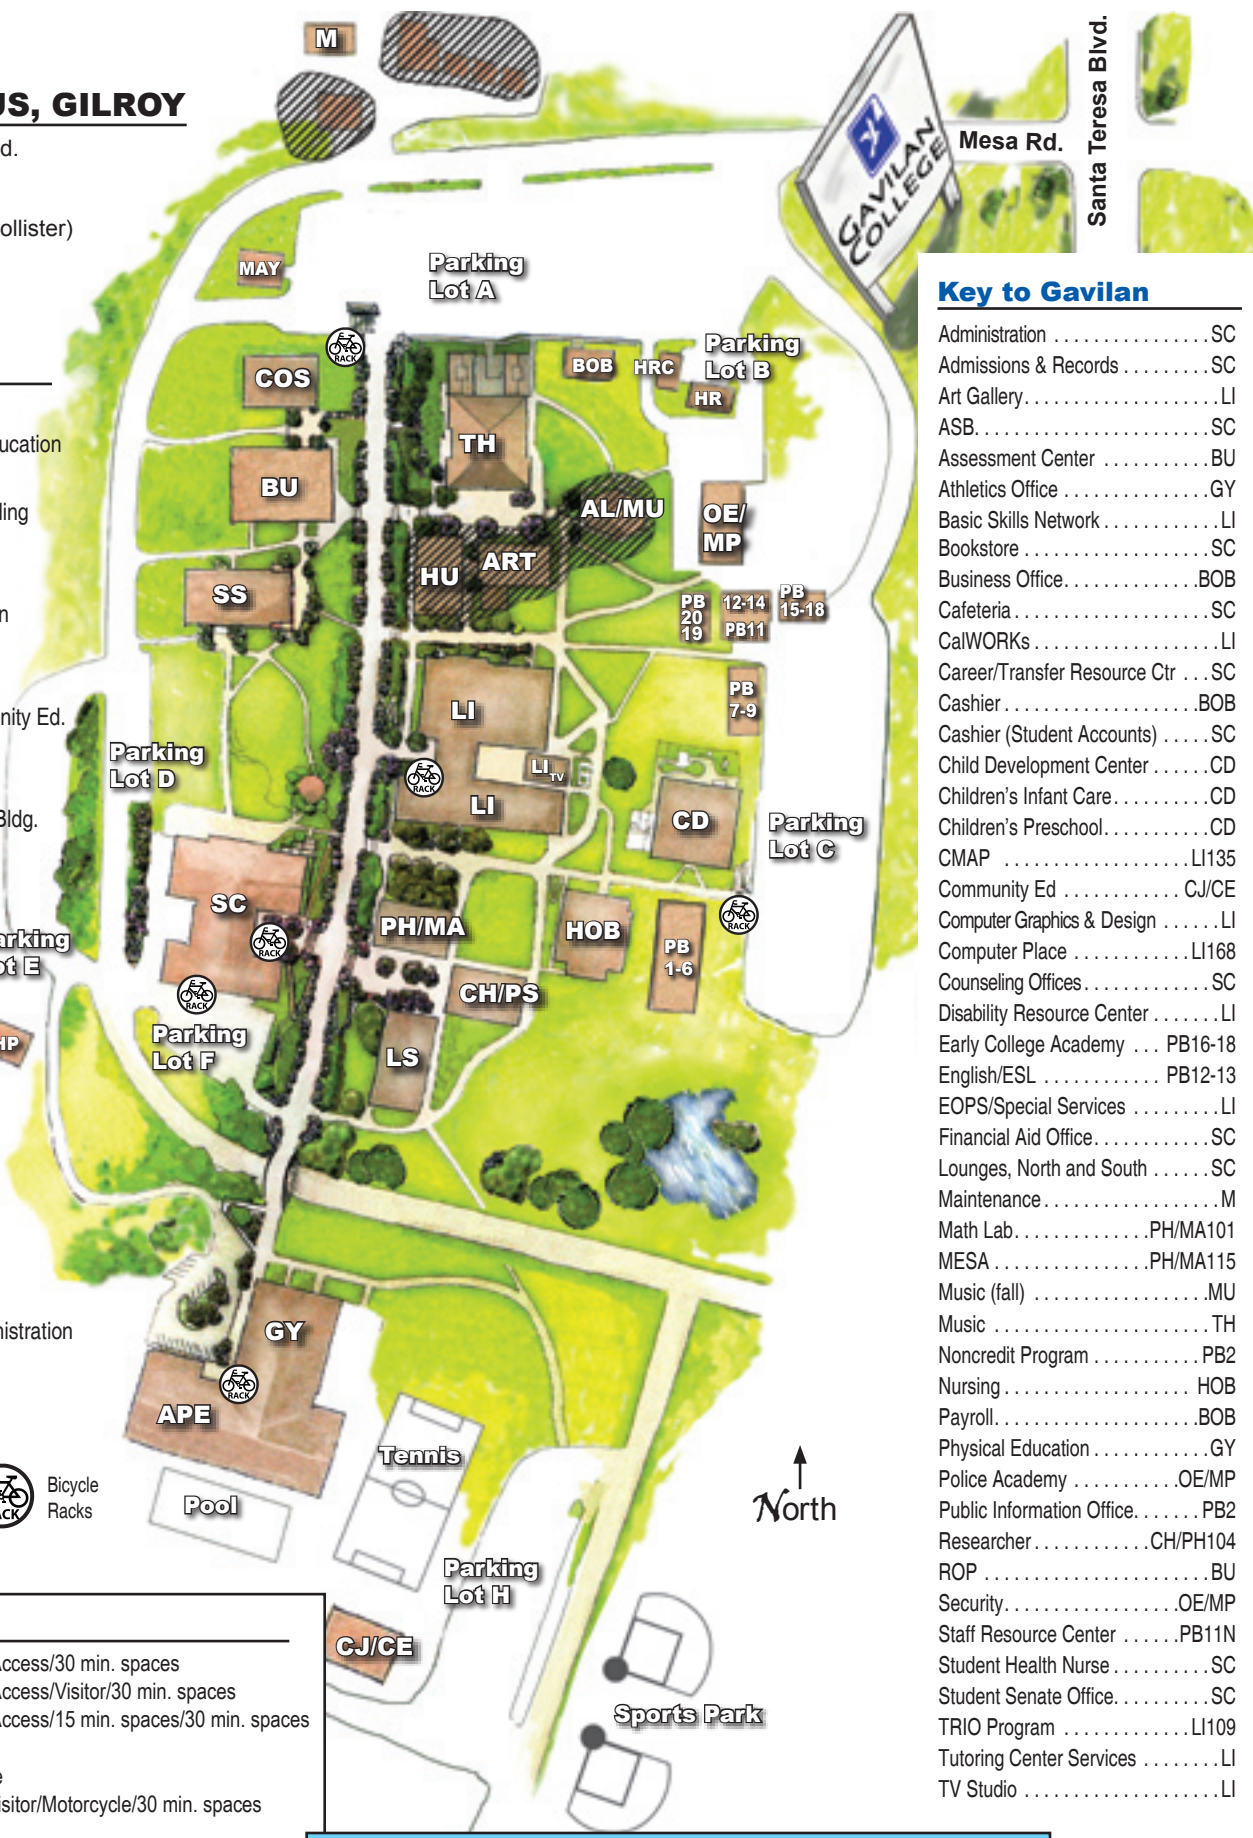 M
US, GILROY
d.
ollister)
Mesa Rd.
Santa Teresa Blvd.
GAVILAN
COLLEGE
MAY
Parking
Lot A
RACK
COS
BOB
HRC
HR
Parking
Lot B
TH
BU
AL/MU
OE/
MP
HU
ART
SS
PB
20
19
12-14
PB11
PB
15-18
LI
PB
7-9
LI TV
RACK
LI
Parking
Lot D
CD
Parking
Lot C
SC
RACK
RACK
PH/MA
HOB
PB
1-6
RACK
arking
ot E
CH/PS
HP
Parking
Lot F
LS
GY
RACK
APE
Tennis
Pool
North
Parking
Lot H
CJ/CE
Sports Park
ucation
ling
n
nity Ed.
Bldg.
nistration
ACK
Bicycle
Racks
Access/30 min. spaces
Access/Visitor/30 min. spaces
Access/15 min. spaces/30 min. spaces
e
isitor/Motorcycle/30 min. spaces
Key to Gavilan
Administration . . . . . . . . . . . . . . . . SC
Admissions & Records . . . . . . . . . SC
Art Gallery. . . . . . . . . . . . . . . . . . . LI
ASB. . . . . . . . . . . . . . . . . . . . . . . . SC
Assessment Center . . . . . . . . . . . BU
Athletics Office . . . . . . . . . . . . . . . GY
Basic Skills Network . . . . . . . . . . . . LI
Bookstore . . . . . . . . . . . . . . . . . . . SC
Business Office. . . . . . . . . . . . . .BOB
Cafeteria . . . . . . . . . . . . . . . . . . . . SC
CalWORKs . . . . . . . . . . . . . . . . . . . LI
Career/Transfer Resource Ctr . . . SC
Cashier . . . . . . . . . . . . . . . . . . . .BOB
Cashier (Student Accounts) . . . . . SC
Child Development Center . . . . . . CD
Children's Infant Care. . . . . . . . . . CD
Children's Preschool. . . . . . . . . . . CD
CMAP . . . . . . . . . . . . . . . . . . . LI135
Community Ed . . . . . . . . . . . . CJ/CE
Computer Graphics & Design . . . . . . LI
Computer Place . . . . . . . . . . . . LI168
Counseling Offices. . . . . . . . . . . . . SC
Disability Resource Center . . . . . . . LI
Early College Academy . . . PB16-18
English/ESL . . . . . . . . . . . . PB12-13
EOPS/Special Services . . . . . . . . . LI
Financial Aid Office. . . . . . . . . . . . SC
Lounges, North and South . . . . . . SC
Maintenance. . . . . . . . . . . . . . . . . . M
Math Lab. . . . . . . . . . . . . .PH/MA101
MESA . . . . . . . . . . . . . . . .PH/MA115
Music (fall) . . . . . . . . . . . . . . . . . .MU
Music . . . . . . . . . . . . . . . . . . . . . . TH
Noncredit Program . . . . . . . . . . . PB2
Nursing . . . . . . . . . . . . . . . . . . . HOB
Payroll. . . . . . . . . . . . . . . . . . . . .BOB
Physical Education . . . . . . . . . . . . GY
Police Academy . . . . . . . . . . .OE/MP
Public Information Office. . . . . . . PB2
Researcher . . . . . . . . . . . .CH/PH104
ROP . . . . . . . . . . . . . . . . . . . . . . . BU
Security. . . . . . . . . . . . . . . . . .OE/MP
Staff Resource Center . . . . . .PB11N
Student Health Nurse . . . . . . . . . . SC
Student Senate Office. . . . . . . . . . SC
TRIO Program . . . . . . . . . . . . .LI109
Tutoring Center Services . . . . . . . . LI
TV Studio . . . . . . . . . . . . . . . . . . . . LI